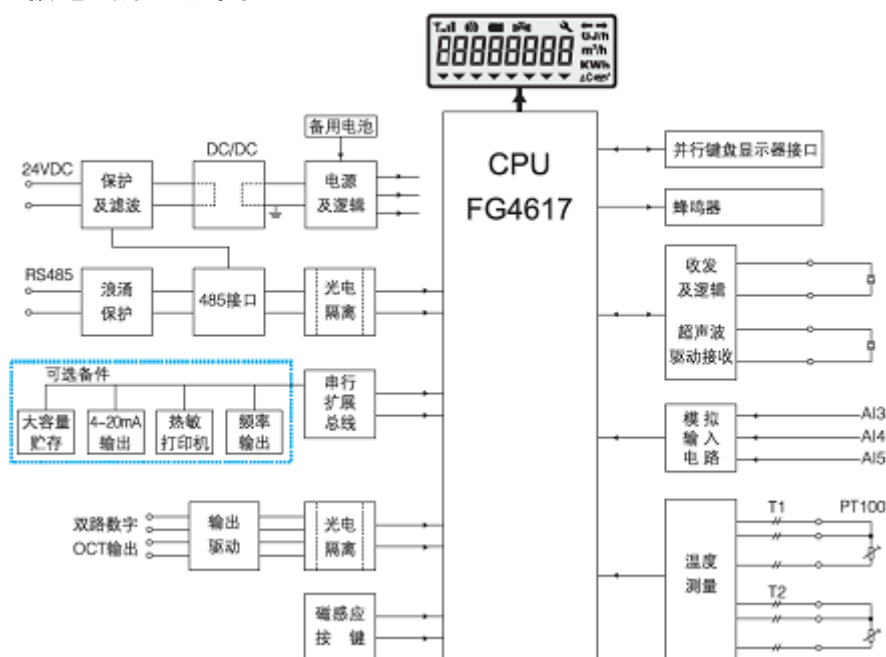 88888888
GJ/h
m³/h
KWh
备用电池
DC/DC
24VDC
保护
及滤波
电源
及逻辑
CPU
FG4617
并行键盘显示器接口
蜂鸣器
RS485
浪涌
保护
485接口
光电
隔离
收发
及逻辑
超声波
驱动接收
可选备件
大容量
贮存
4-20mA
输出
热敏
打印机
频率
输出
串行
扩展
总线
模拟
输入
电路
AI3
AI4
AI5
双路数字
OCT输出
输出
驱动
光电
隔离
温度
测量
T1
PT100
T2
磁感应
按 键